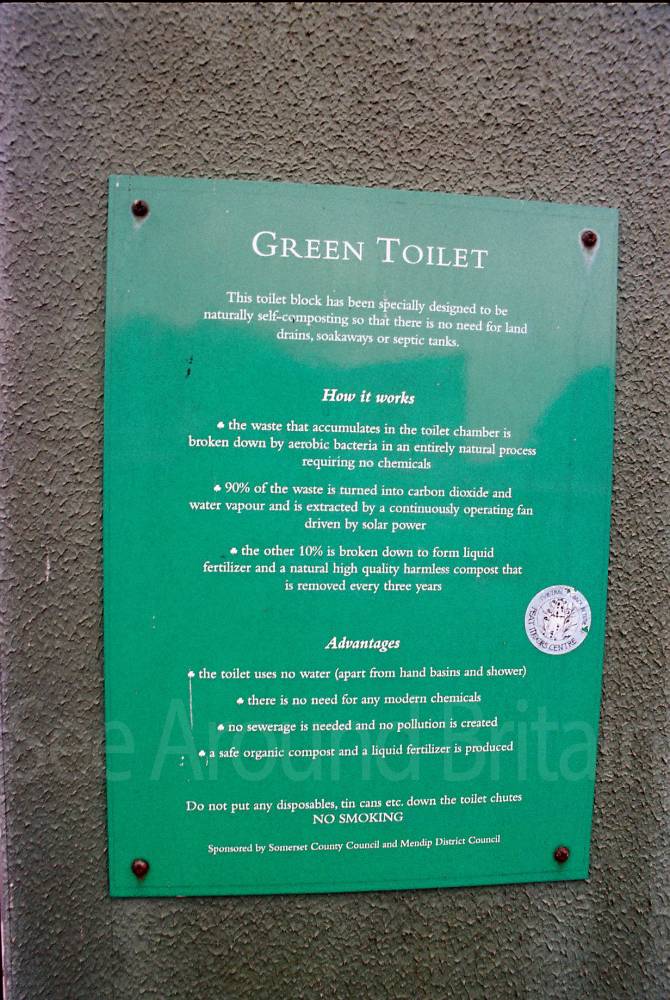 GREEN TOILET
This toilet block has been specially designed to be
naturally self-composting so that there is no need for land
drains, soakaways or septic tanks.
How it works
♣ the waste that accumulates in the toilet chamber is
broken down by aerobic bacteria in an entirely natural process
requiring no chemicals
♣ 90% of the waste is turned into carbon dioxide and
water vapour and is extracted by a continuously operating fan
driven by solar power
♣ the other 10% is broken down to form liquid
fertilizer and a natural high quality harmless compost that
is removed every three years
CENTRE
Advantages
♣ the toilet uses no water (apart from hand basins and shower)
♣ there is no need for any modern chemicals
♣ no sewerage is needed and no pollution is created
♣ a safe organic compost and a liquid fertilizer is produced
See Around Britain
Do not put any disposables, tin cans etc. down the toilet chutes
NO SMOKING
Sponsored by Somerset County Council and Mendip District Council